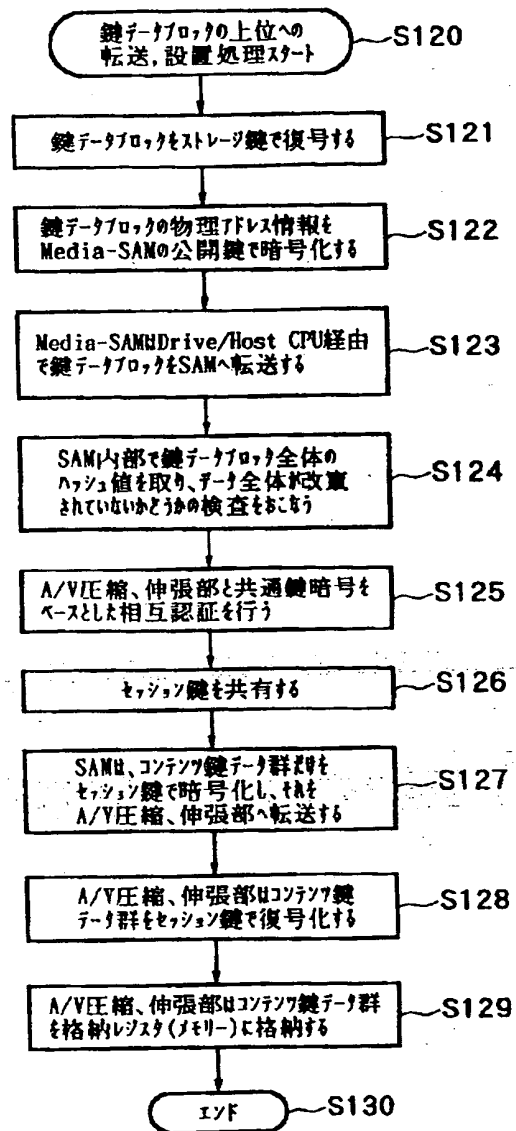 鍵データブロックの上位への
転送,設置処理スタート
S120
鍵データブロックをストレージ鍵で復号する
S121
鍵データブロックの物理アドレス情報を
Media-SAMの公開鍵で暗号化する
S122
Media-SAMはDrive/Host CPU経由
で鍵データブロックをSAMへ転送する
S123
SAM内部で鍵データブロック全体の
ハッシュ値を取り、データ全体が改竄
されていないかどうかの検査をおこなう
S124
A/V圧縮、伸張部と共通鍵暗号を
ベースとした相互認証を行う
S125
セッション鍵を共有する
S126
SAMは、コンテンツ鍵データ群だけを
セッション鍵で暗号化し、それを
A/V圧縮、伸張部へ転送する
S127
A/V圧縮、伸張部はコンテンツ鍵
データ群をセッション鍵で復号化する
S128
A/V圧縮、伸張部はコンテンツ鍵データ群
を格納レジスタ(メモリー)に格納する
S129
エンド
S130